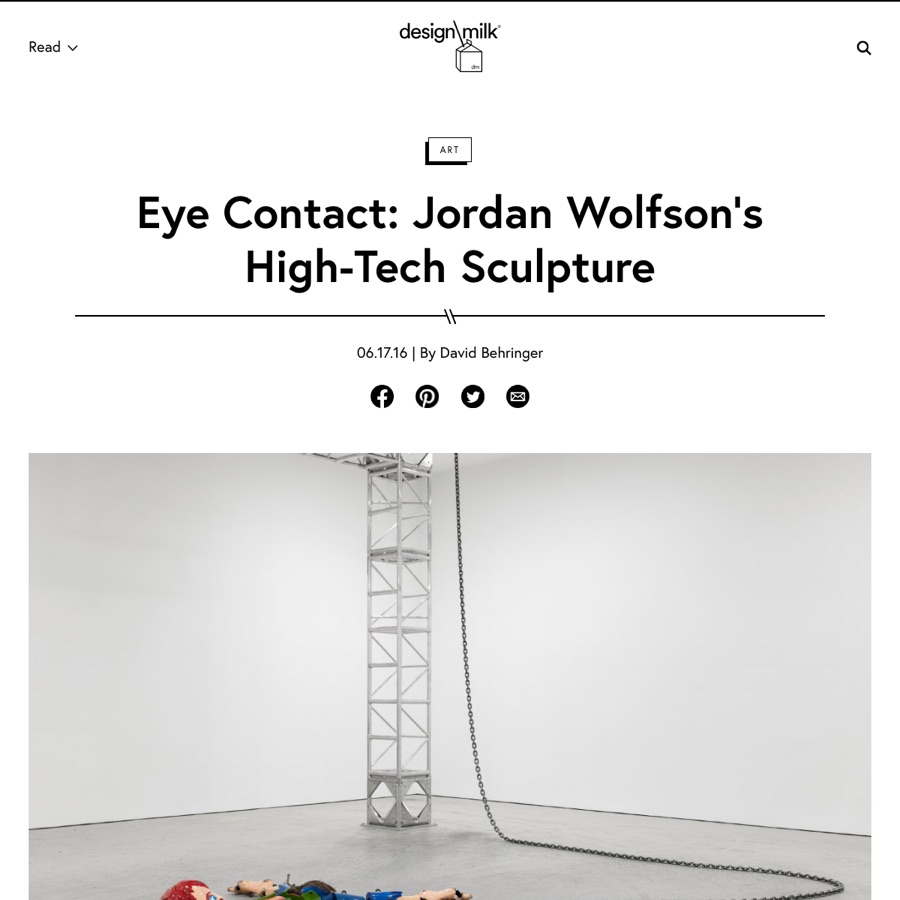 Read
design milk
dm
ART
Eye Contact: Jordan Wolfson's
High-Tech Sculpture
06.17.16 | By David Behringer